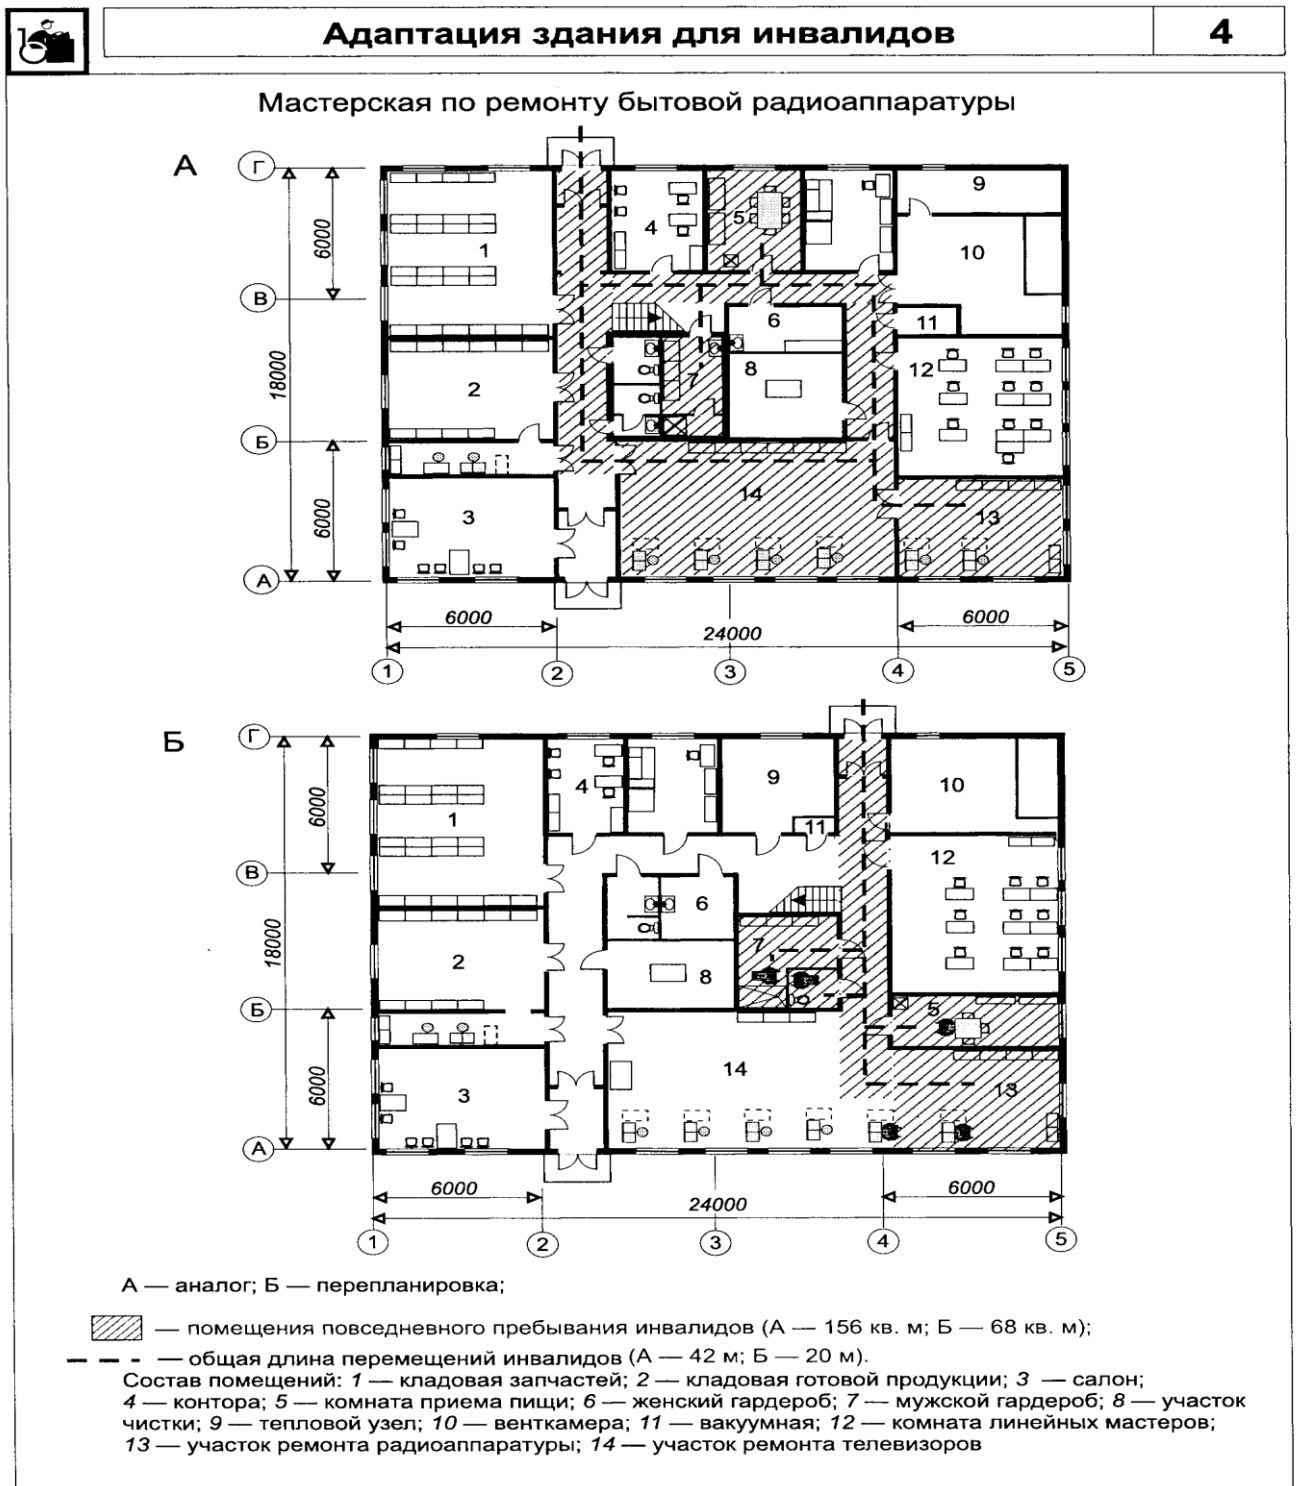 Адаптация здания для инвалидов
4
Мастерская по ремонту бытовой радиоаппаратуры
А
Г
В
Б
А
6000
18000
6000
1
2
3
4
5
6
7
8
9
10
11
12
13
14
6000
24000
6000
1
2
3
4
5
Б
Г
В
Б
А
6000
18000
6000
1
2
3
4
5
6
7
8
9
10
11
12
13
14
6000
24000
6000
1
2
3
4
5
А — аналог; Б — перепланировка;
— помещения повседневного пребывания инвалидов (А — 156 кв. м; Б — 68 кв. м);
— общая длина перемещений инвалидов (А — 42 м; Б — 20 м).
Состав помещений: 1 — кладовая запчастей; 2 — кладовая готовой продукции; 3 — салон;
4 — контора; 5 — комната приема пищи; 6 — женский гардероб; 7 — мужской гардероб; 8 — участок
чистки; 9 — тепловой узел; 10 — венткамера; 11 — вакуумная; 12 — комната линейных мастеров;
13 — участок ремонта радиоаппаратуры; 14 — участок ремонта телевизоров